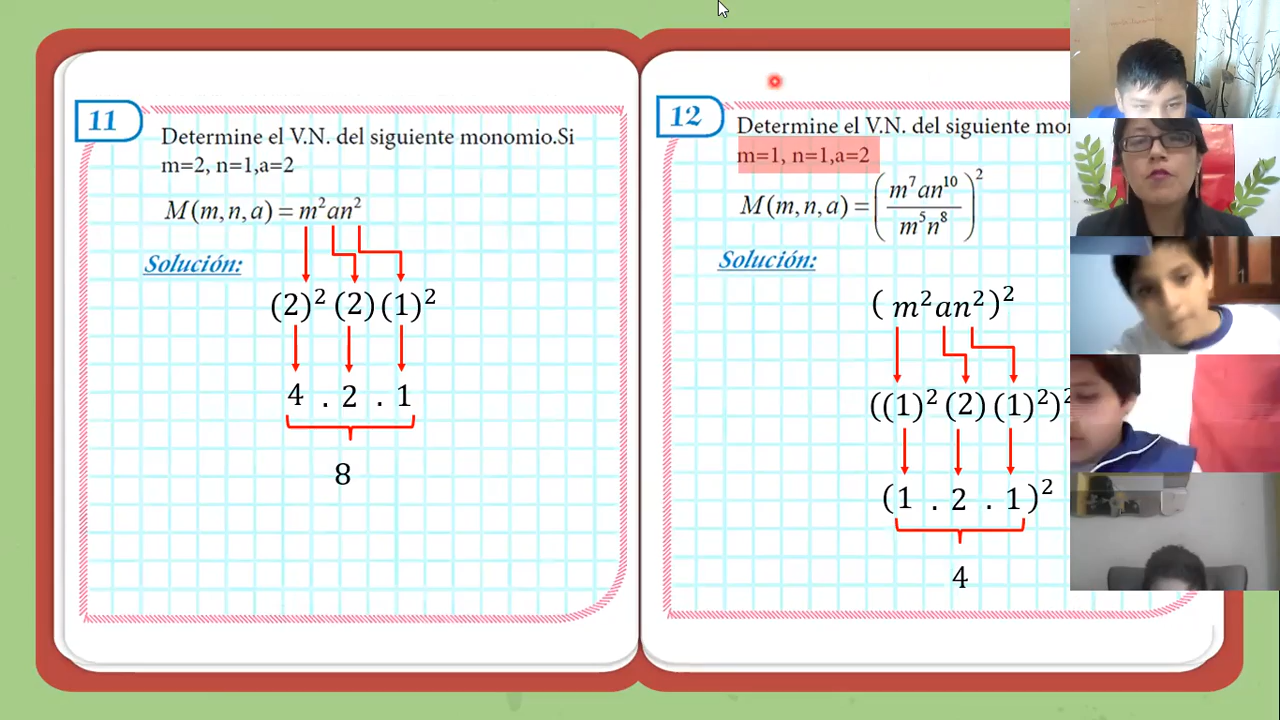 11
Determine el V.N. del siguiente monomio.Si
m=2, n=1,a=2
M(m,n,a) = m²an²
Solución:
(2)² (2) (1)²
4 . 2 . 1
8
12
Determine el V.N. del siguiente
m=1, n=1,a=2
M(m,n,a) = (m⁷an¹⁰ / m⁵n⁸)²
Solución:
( m²an²)²
((1)² (2) (1)²)²
(1 . 2 . 1 )²
4